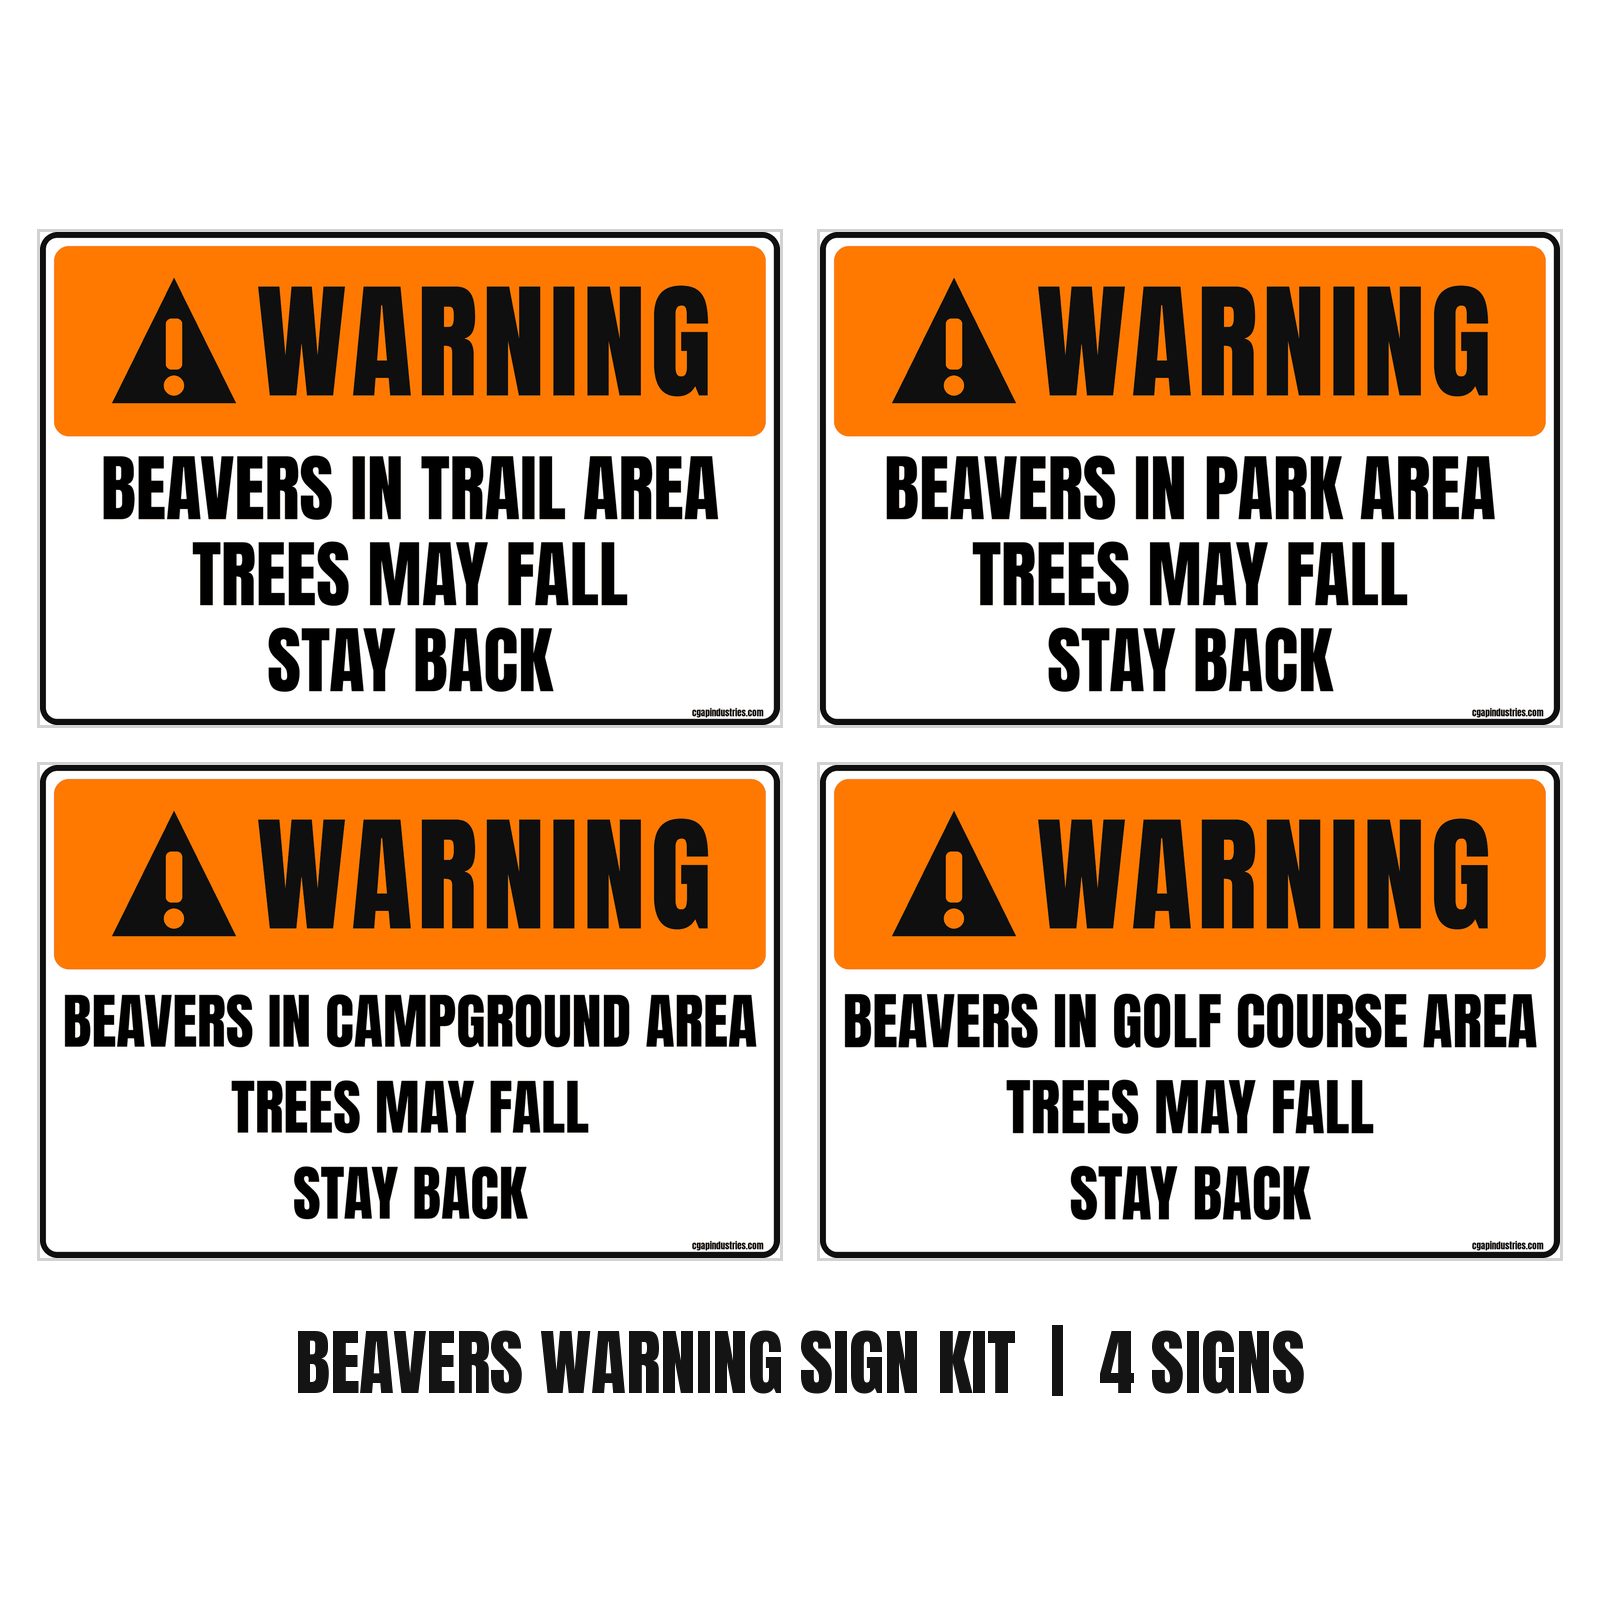 WARNING
BEAVERS IN TRAIL AREA
TREES MAY FALL
STAY BACK
cgapindustries.com
WARNING
BEAVERS IN PARK AREA
TREES MAY FALL
STAY BACK
cgapindustries.com
WARNING
BEAVERS IN CAMPGROUND AREA
TREES MAY FALL
STAY BACK
cgapindustries.com
WARNING
BEAVERS IN GOLF COURSE AREA
TREES MAY FALL
STAY BACK
cgapindustries.com
BEAVERS WARNING SIGN KIT | 4 SIGNS